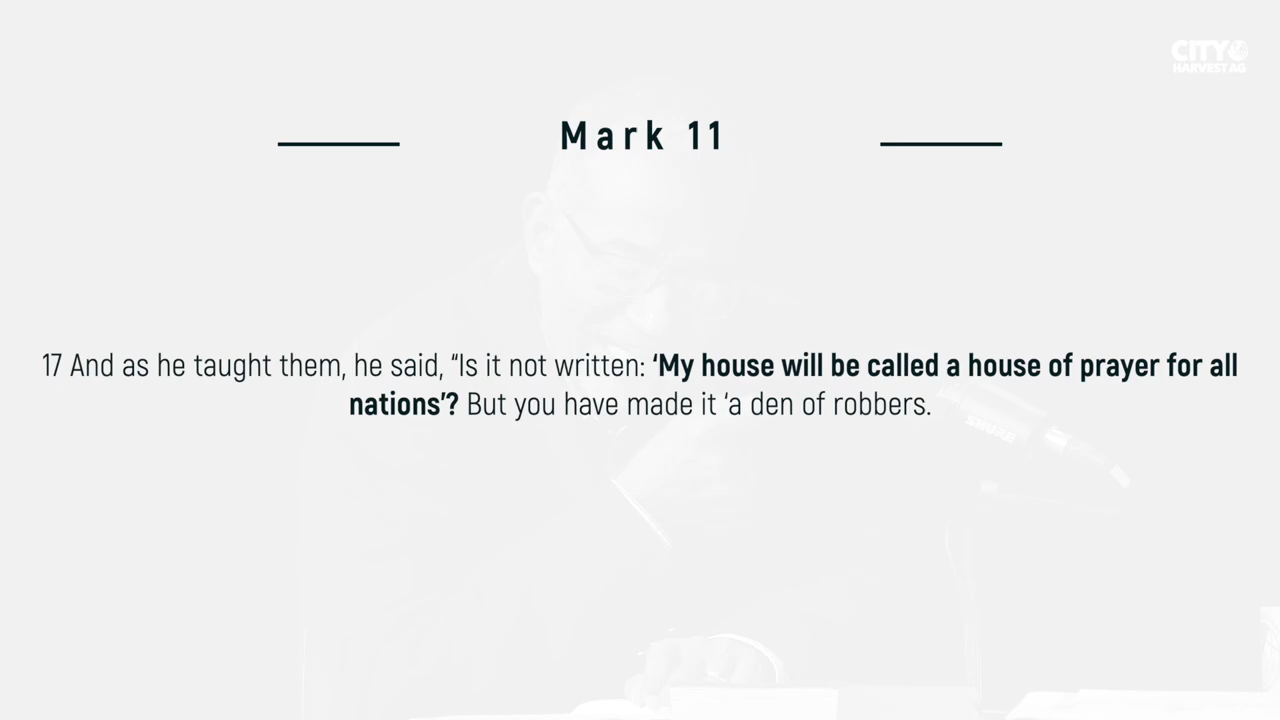 CITY
HARVEST AG
Mark 11
17 And as he taught them, he said, “Is it not written: ‘My house will be called a house of prayer for all
nations’? But you have made it ‘a den of robbers.
SHURE